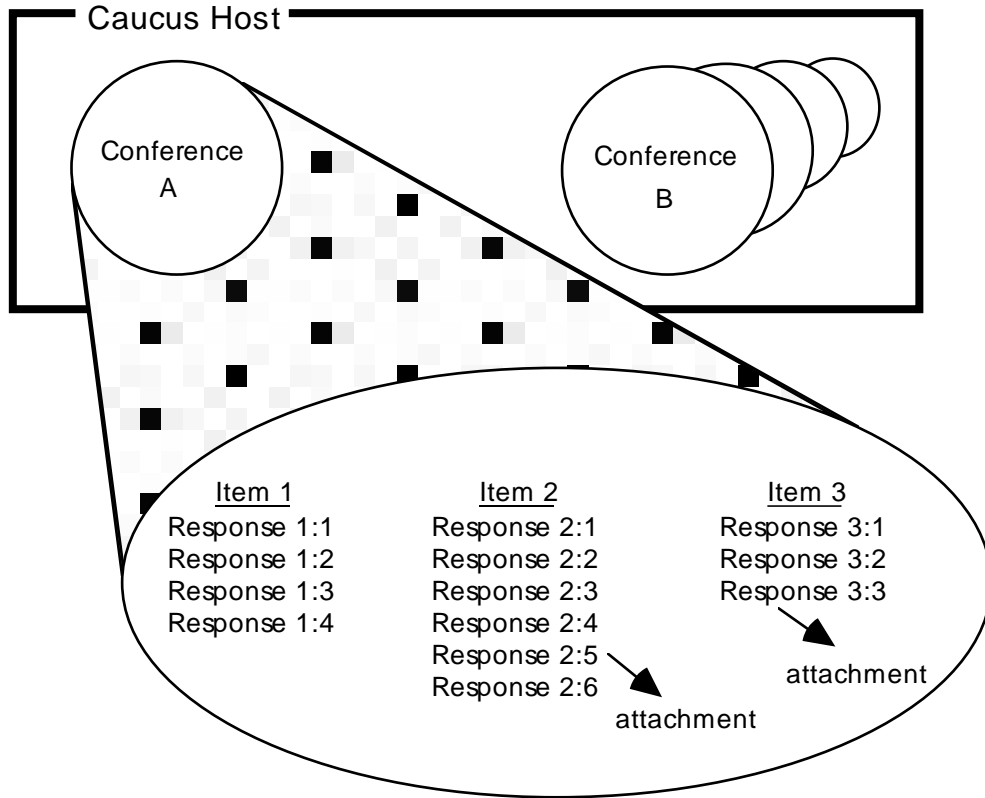 Caucus Host
Conference
A
Conference
B
Item 1
Response 1:1
Response 1:2
Response 1:3
Response 1:4
Item 2
Response 2:1
Response 2:2
Response 2:3
Response 2:4
Response 2:5
Response 2:6
attachment
Item 3
Response 3:1
Response 3:2
Response 3:3
attachment